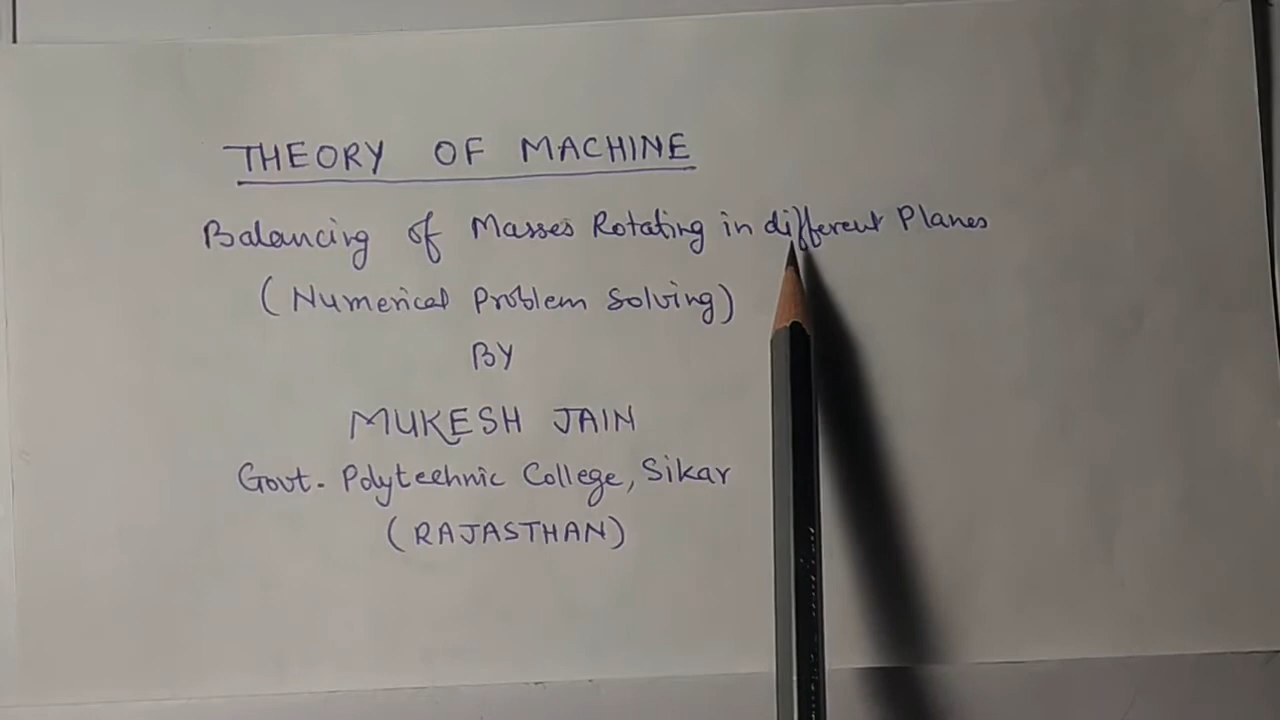 THEORY OF MACHINE
Balancing of Masses Rotating in different Planes
(Numerical Problem Solving)
BY
MUKESH JAIN
Govt. Polytechnic College, Sikar
(RAJASTHAN)